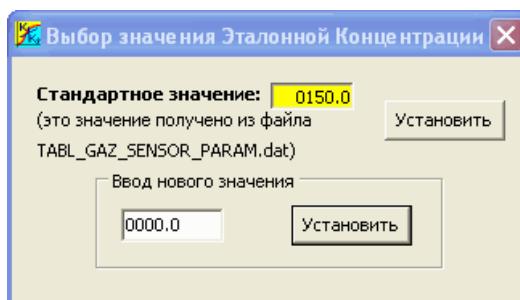 Выбор значения Эталонной Концентрации
Стандартное значение: 0150.0
(это значение получено из файла
Установить
TABL_GAZ_SENSOR_PARAM.dat)
Ввод нового значения
0000.0
Установить